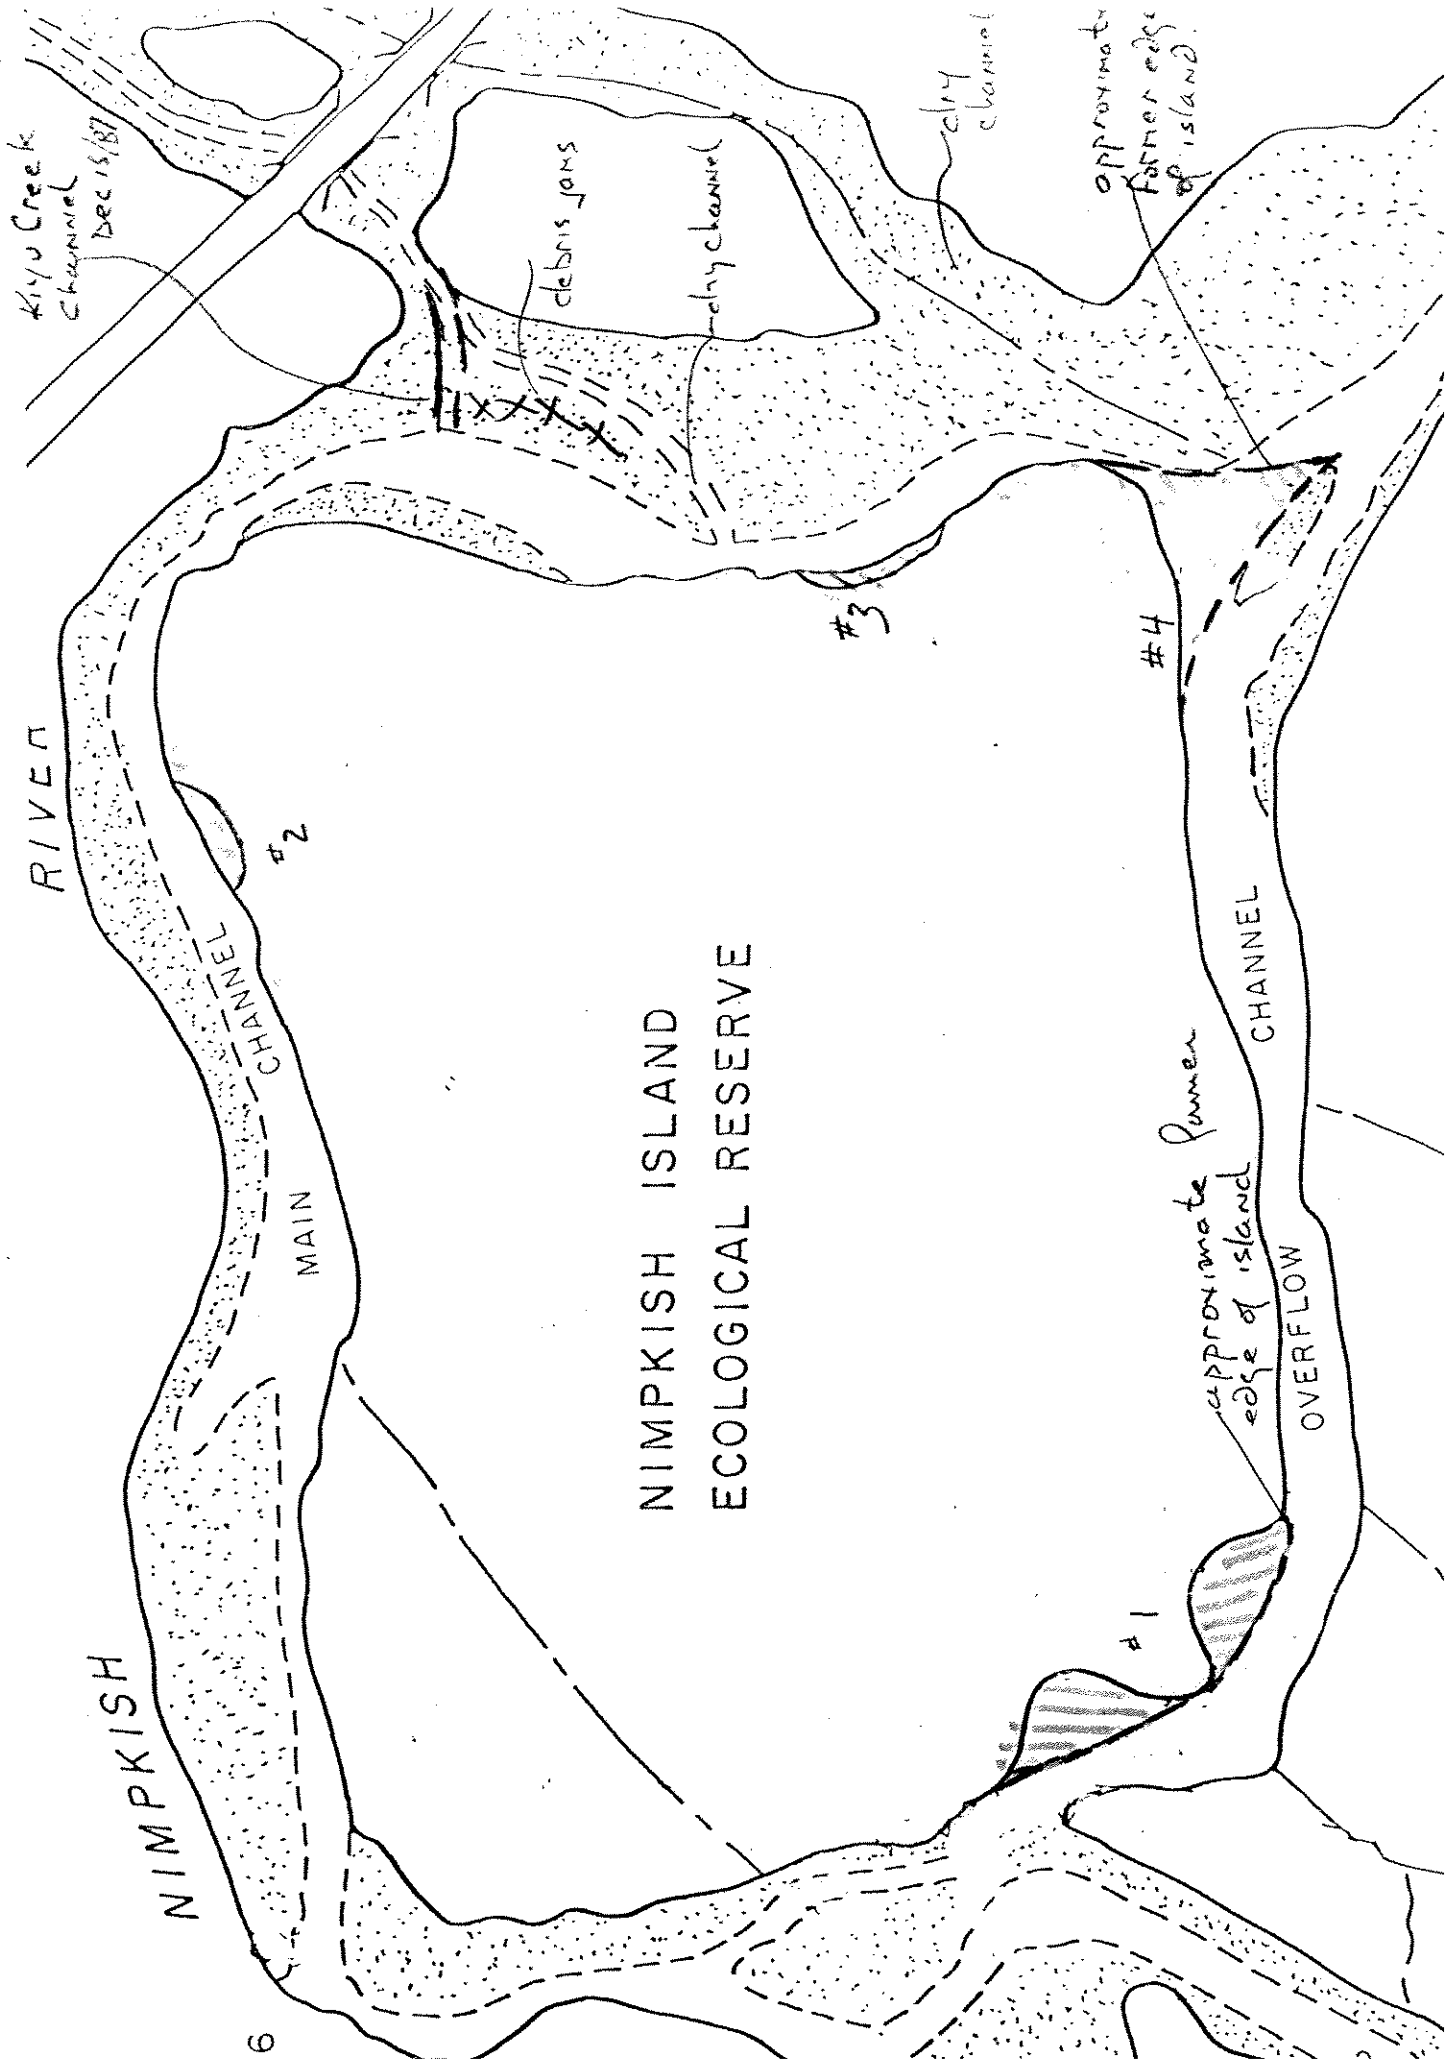 Kiyu Creek
Channel
Dec 15/87
debris jams
dry channel
dry
channel
approximate
former edge
of island.
NIMPKISH RIVER
MAIN CHANNEL
#2
#3
#4
NIMPKISH ISLAND
ECOLOGICAL RESERVE
approximate former
edge of island
OVERFLOW CHANNEL
#1
6